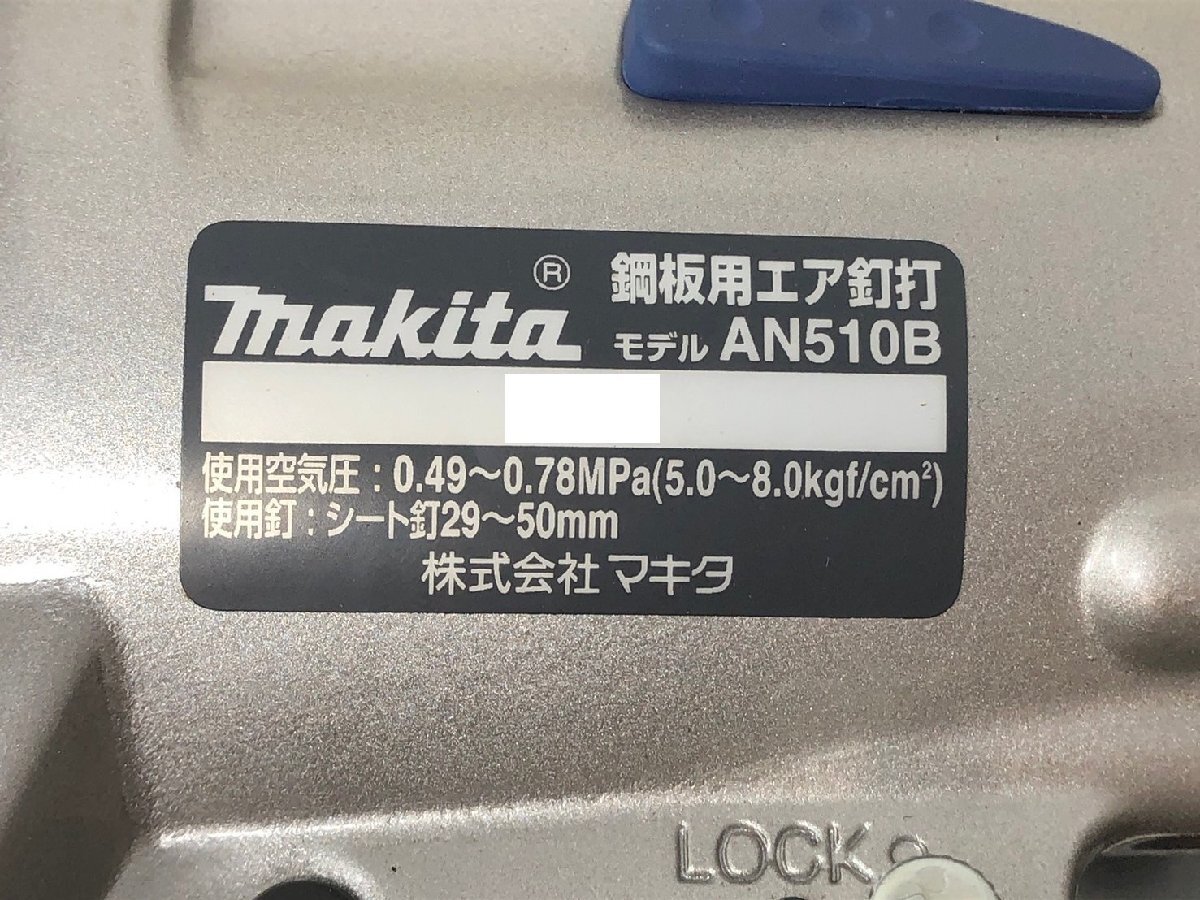 makita® 鋼板用エア釘打
モデル AN510B
使用空気圧：0.49～0.78MPa(5.0～8.0kgf/cm²)
使用釘：シート釘29～50mm
株式会社マキタ
LOCK